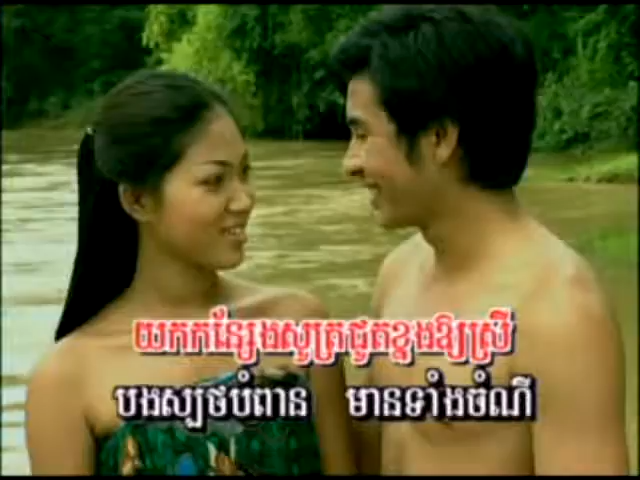 យកកន្សែងសូត្រជូតខ្នងឱ្យស្រី
បងស្បថបំពាន មានទាំងចំណី